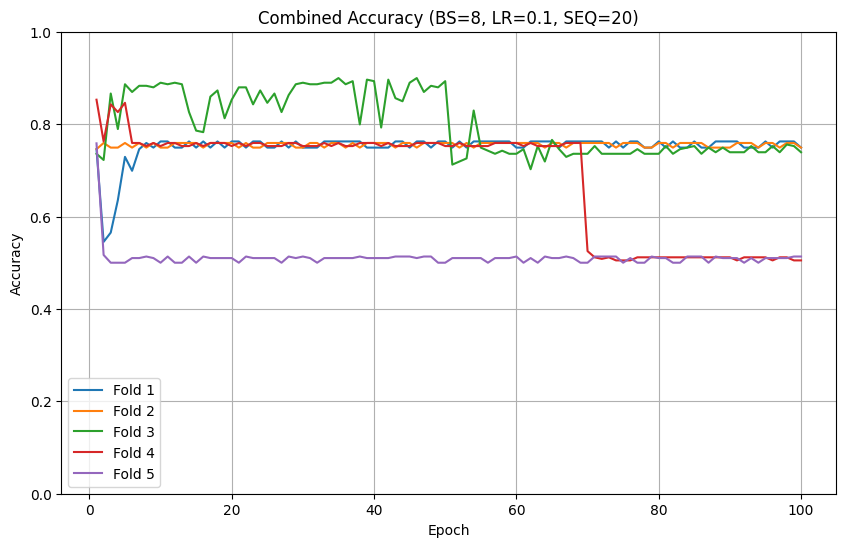 Combined Accuracy (BS=8, LR=0.1, SEQ=20)
1.0
0.8
0.6
0.4
0.2
0.0
Accuracy
Fold 1
Fold 2
Fold 3
Fold 4
Fold 5
0 20 40 60 80 100
Epoch